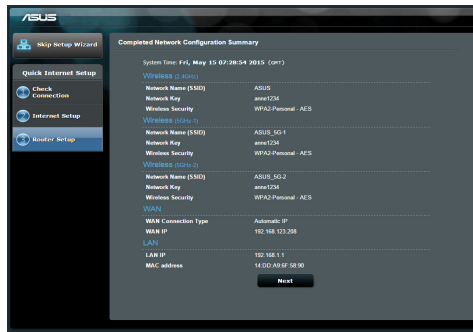 ASUS
Skip Setup Wizard
Quick Internet Setup
1 Check Connection
2 Internet Setup
3 Router Setup
Completed Network Configuration Summary
System Time: Fri, May 15 07:28:54 2015 (GMT)
Wireless (2.4GHz)
Network Name (SSID) ASUS
Network Key anne1234
Wireless Security WPA2-Personal - AES
Wireless (5GHz-1)
Network Name (SSID) ASUS_5G-1
Network Key anne1234
Wireless Security WPA2-Personal - AES
Wireless (5GHz-2)
Network Name (SSID) ASUS_5G-2
Network Key anne1234
Wireless Security WPA2-Personal - AES
WAN
WAN Connection Type Automatic IP
WAN IP 192.168.123.208
LAN
LAN IP 192.168.1.1
MAC address 14:DD:A9:6F:58:90
Next